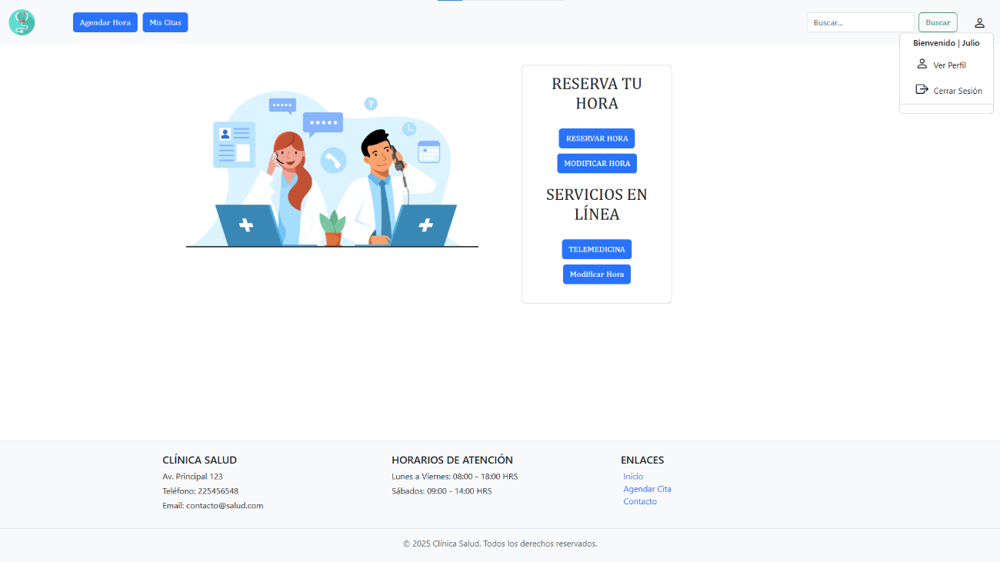 Agendar Hora
Mis Citas
Buscar...
Buscar
Bienvenido | Julio
Ver Perfil
Cerrar Sesión
?
RESERVA TU
HORA
RESERVAR HORA
MODIFICAR HORA
SERVICIOS EN
LÍNEA
TELEMEDICINA
Modificar Hora
CLÍNICA SALUD
Av. Principal 123
Teléfono: 225456548
Email: contacto@salud.com
HORARIOS DE ATENCIÓN
Lunes a Viernes: 08:00 - 18:00 HRS
Sábados: 09:00 - 14:00 HRS
ENLACES
Inicio
Agendar Cita
Contacto
© 2025 Clínica Salud. Todos los derechos reservados.